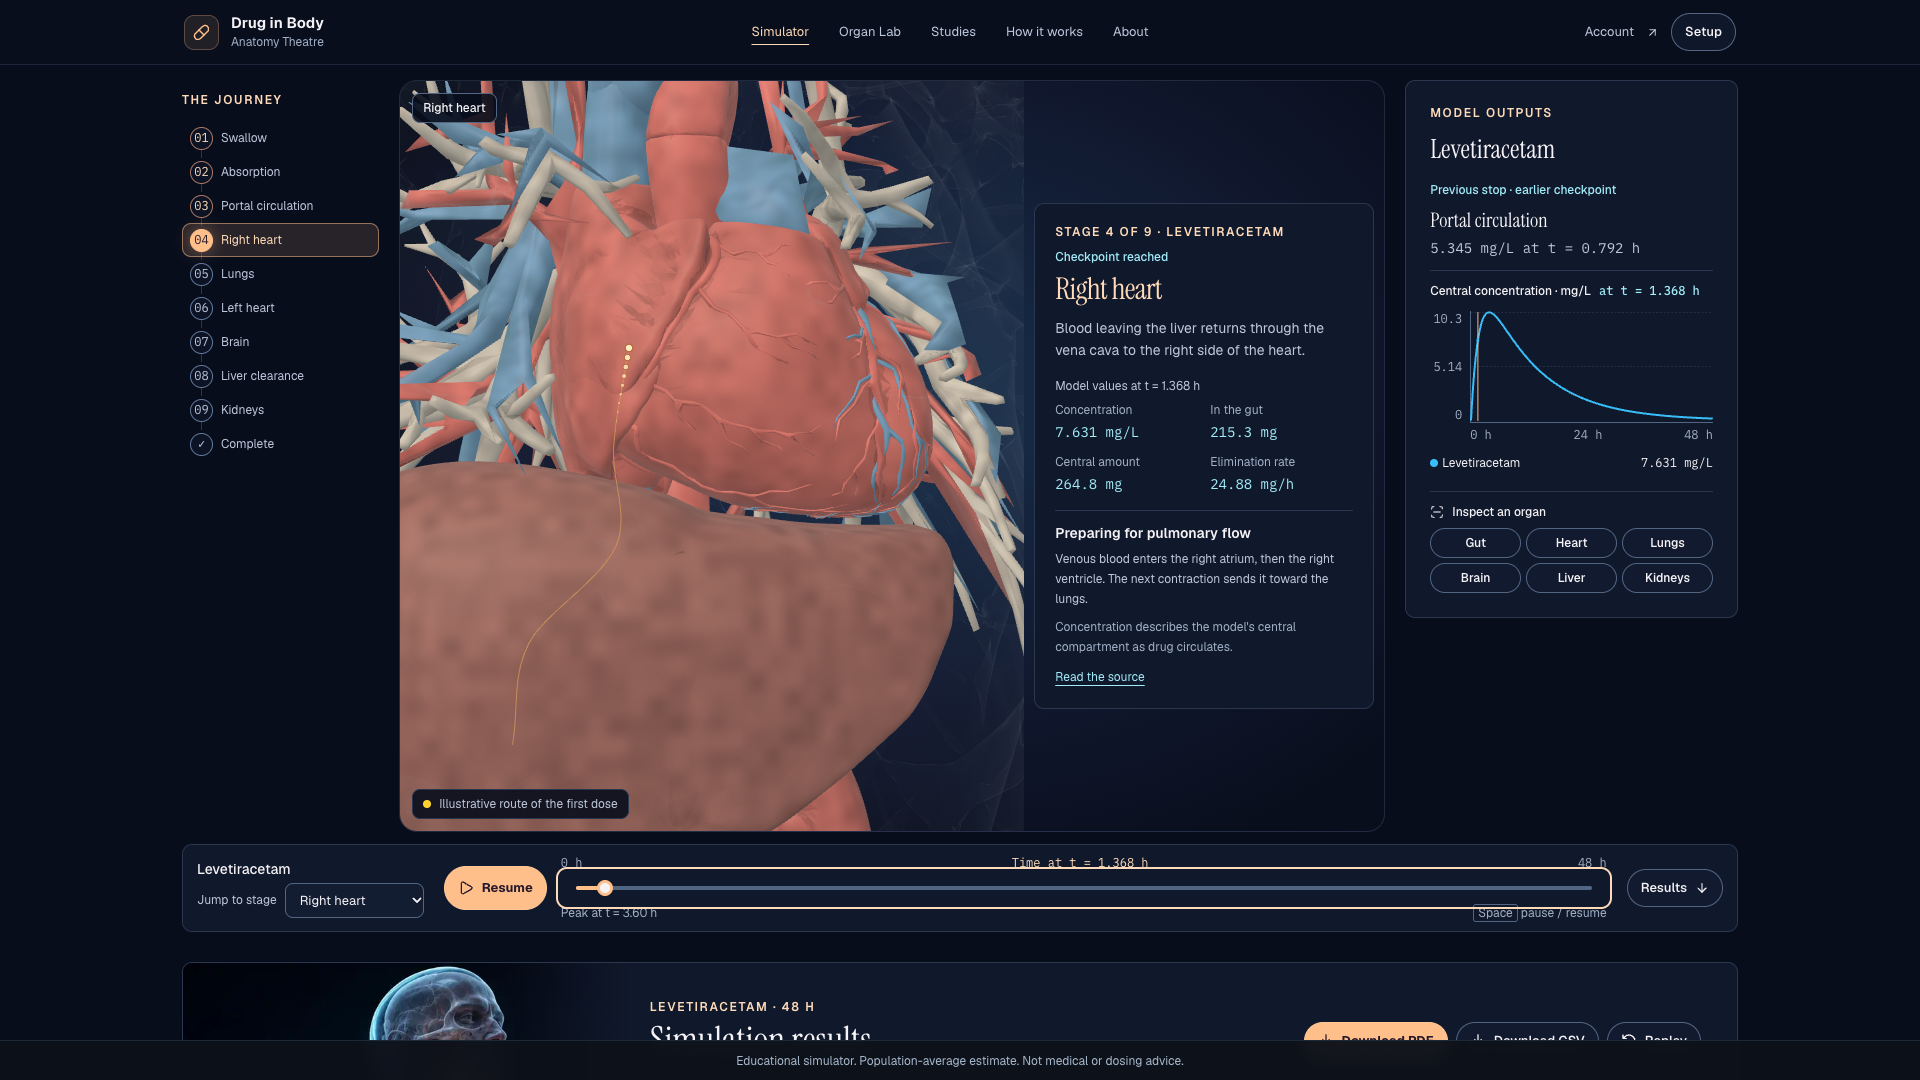 Drug in Body
Anatomy Theatre
Simulator
Organ Lab
Studies
How it works
About
Account
Setup
THE JOURNEY
01 Swallow
02 Absorption
03 Portal circulation
04 Right heart
05 Lungs
06 Left heart
07 Brain
08 Liver clearance
09 Kidneys
✓ Complete
Right heart
Illustrative route of the first dose
STAGE 4 OF 9 · LEVETIRACETAM
Checkpoint reached
Right heart
Blood leaving the liver returns through the
vena cava to the right side of the heart.
Model values at t = 1.368 h
Concentration
In the gut
7.631 mg/L
215.3 mg
Central amount
Elimination rate
264.8 mg
24.88 mg/h
Preparing for pulmonary flow
Venous blood enters the right atrium, then the right
ventricle. The next contraction sends it toward the
lungs.
Concentration describes the model's central
compartment as drug circulates.
Read the source
MODEL OUTPUTS
Levetiracetam
Previous stop · earlier checkpoint
Portal circulation
5.345 mg/L at t = 0.792 h
Central concentration · mg/L at t = 1.368 h
10.3
5.14
0
0 h
24 h
48 h
Levetiracetam
7.631 mg/L
Inspect an organ
Gut
Heart
Lungs
Brain
Liver
Kidneys
Levetiracetam
Jump to stage
Right heart
Resume
0 h
Time at t = 1.368 h
48 h
Peak at t = 3.60 h
Space pause / resume
Results
LEVETIRACETAM · 48 H
Simulation results
Download PDF
Download CSV
Replay
Educational simulator. Population-average estimate. Not medical or dosing advice.